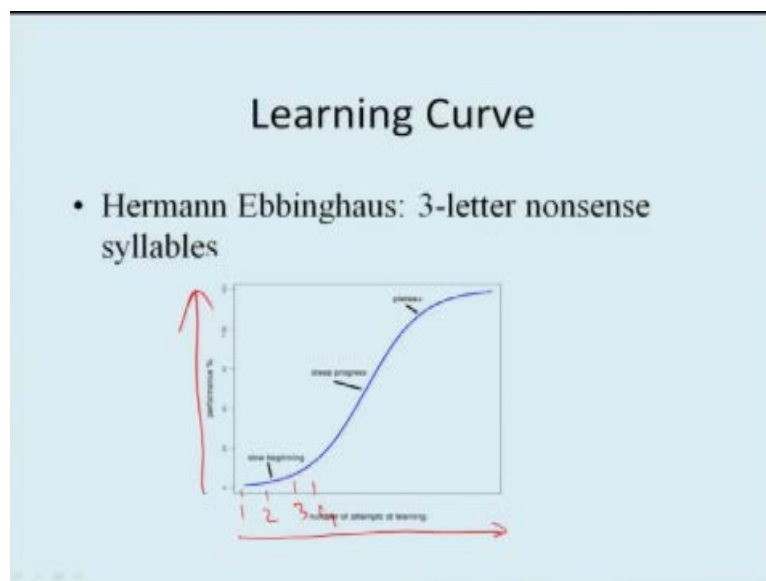 Learning Curve
• Hermann Ebbinghaus: 3-letter nonsense
syllables
plateau
steep progress
performance %
slow beginning
1 2 3 4
number of attempts at learning